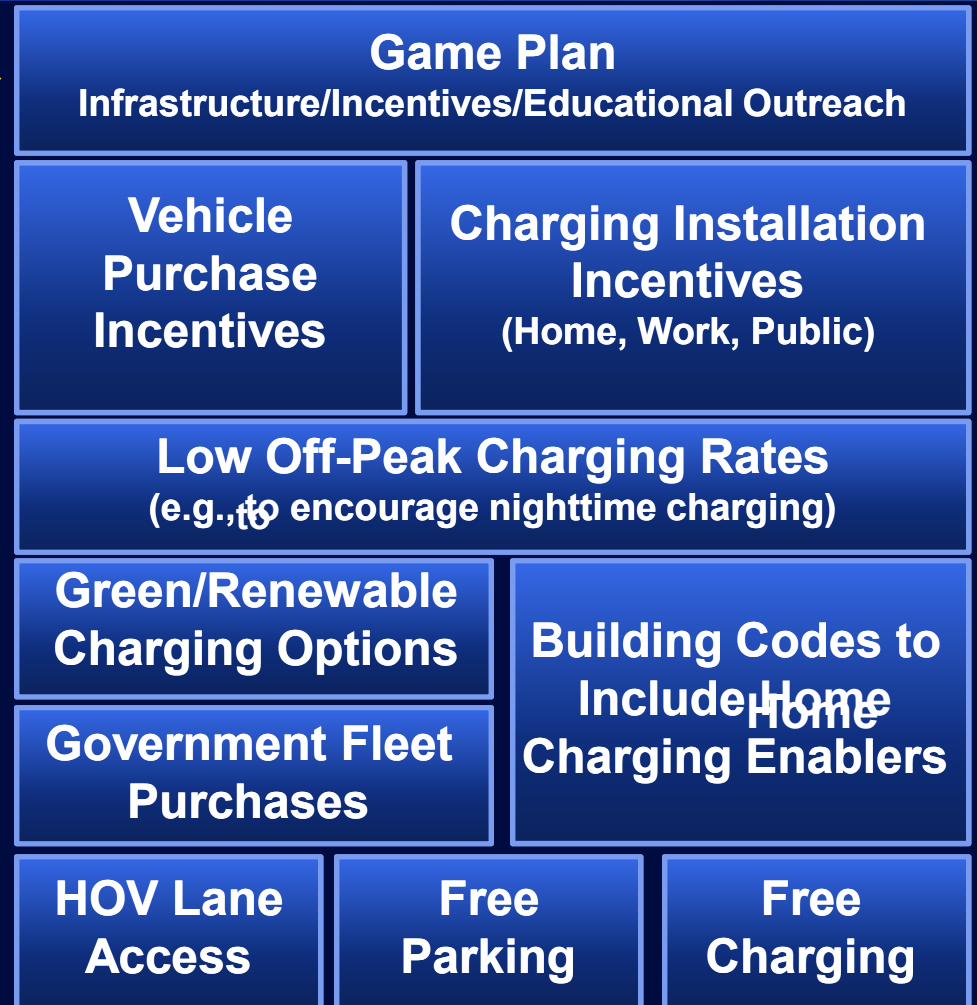 Game Plan
Infrastructure/Incentives/Educational Outreach
Vehicle
Purchase
Incentives
Charging Installation
Incentives
(Home, Work, Public)
Low Off-Peak Charging Rates
(e.g., to encourage nighttime charging)
to
Green/Renewable
Charging Options
Government Fleet
Purchases
Building Codes to
Include Home
Home
Charging Enablers
HOV Lane
Access
Free
Parking
Free
Charging